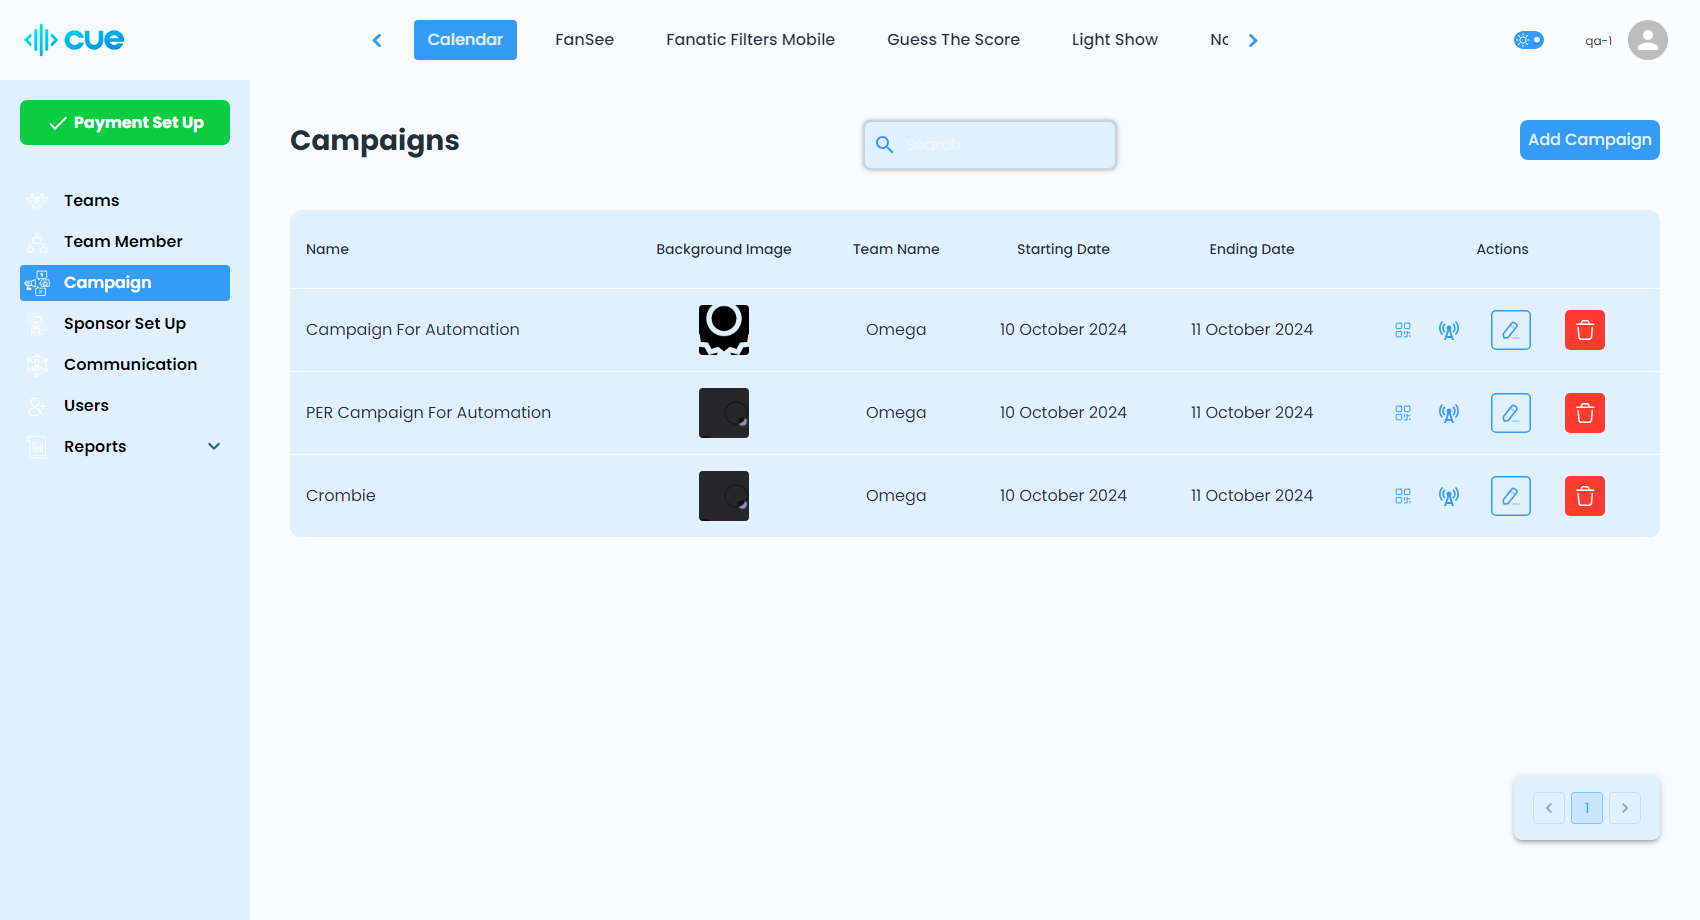 cue
Calendar
FanSee
Fanatic Filters Mobile
Guess The Score
Light Show
qa-1
Payment Set Up
Teams
Team Member
Campaign
Sponsor Set Up
Communication
Users
Reports
Campaigns
Search
Add Campaign
Name Background Image Team Name Starting Date Ending Date Actions
Campaign For Automation Omega 10 October 2024 11 October 2024
PER Campaign For Automation Omega 10 October 2024 11 October 2024
Crombie Omega 10 October 2024 11 October 2024
1